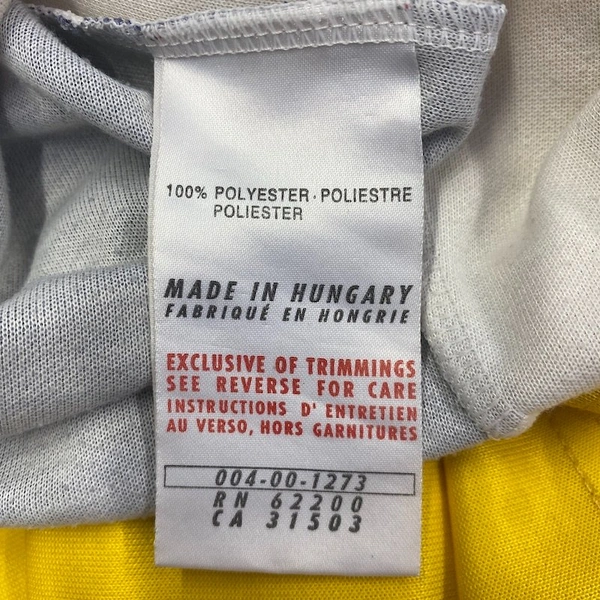 100% POLYESTER · POLIESTRE
POLIESTER
MADE IN HUNGARY
FABRIQUÉ EN HONGRIE
EXCLUSIVE OF TRIMMINGS
SEE REVERSE FOR CARE
INSTRUCTIONS D' ENTRETIEN
AU VERSO, HORS GARNITURES
004-00-1273
RN 62200
CA 31503